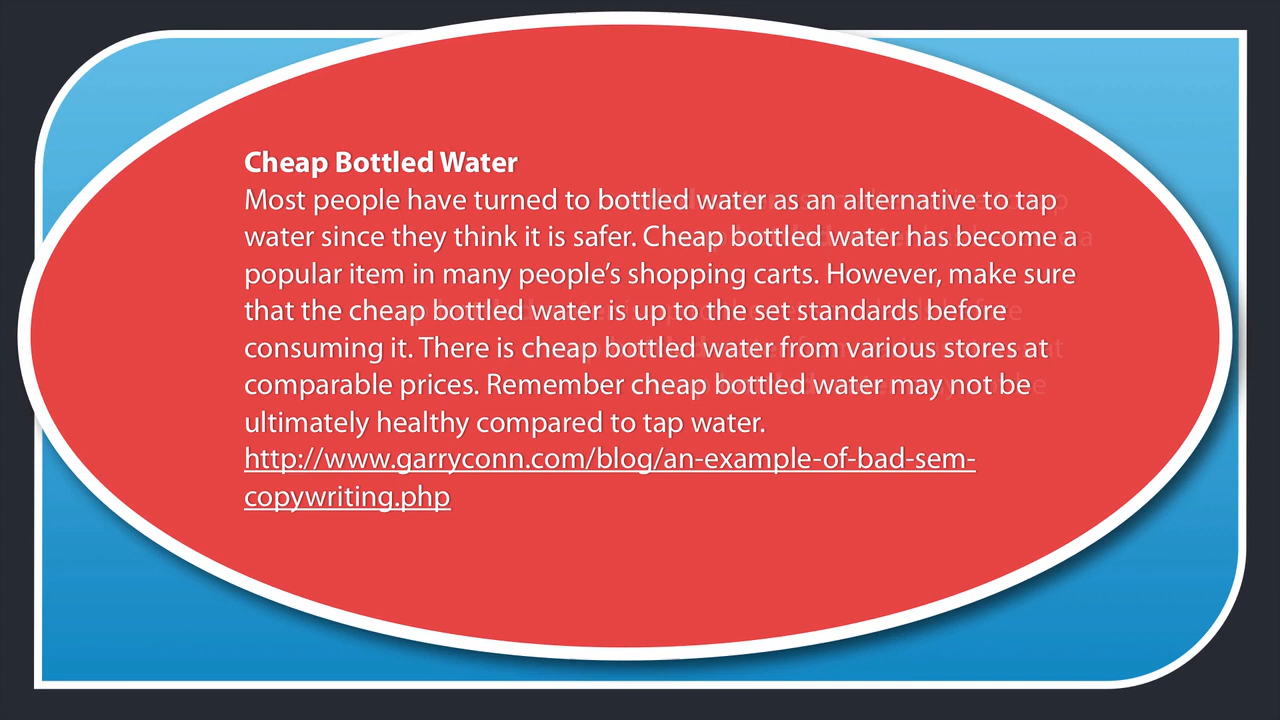 Cheap Bottled Water
Most people have turned to bottled water as an alternative to tap
water since they think it is safer. Cheap bottled water has become a
popular item in many people’s shopping carts. However, make sure
that the cheap bottled water is up to the set standards before
consuming it. There is cheap bottled water from various stores at
comparable prices. Remember cheap bottled water may not be
ultimately healthy compared to tap water.
http://www.garryconn.com/blog/an-example-of-bad-sem-
copywriting.php